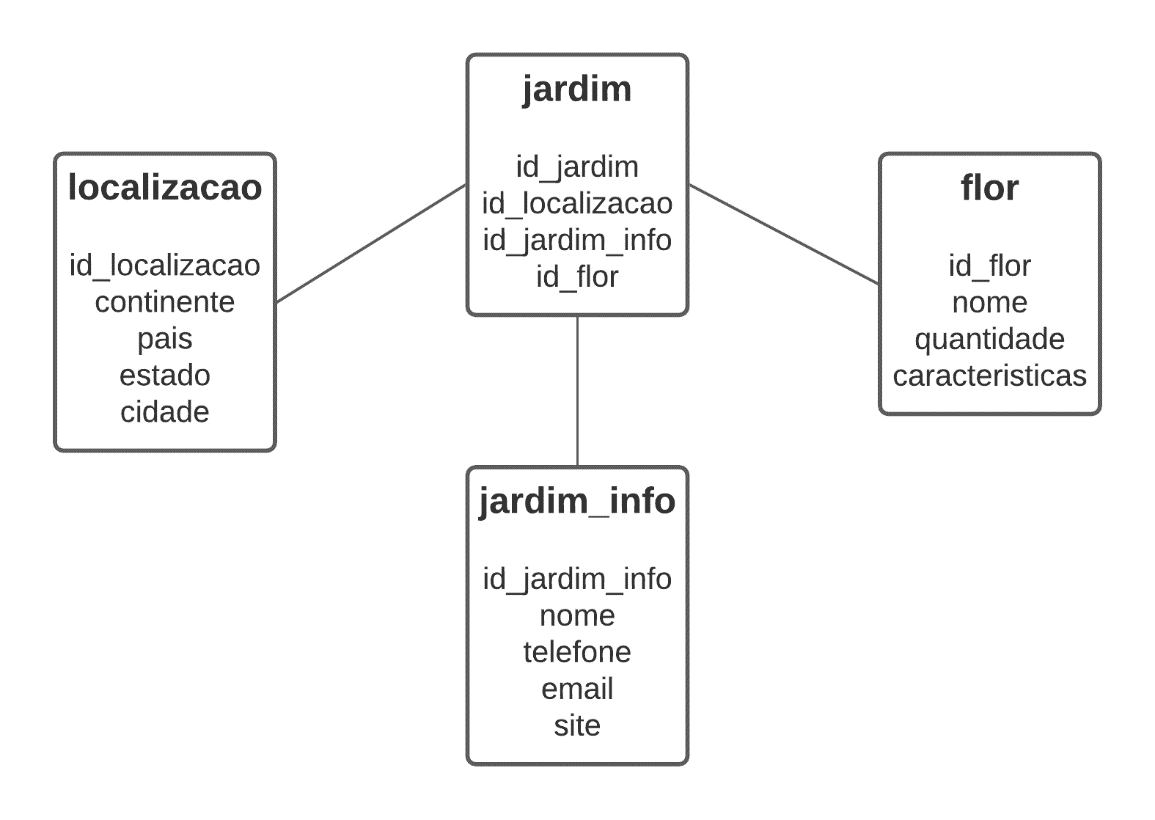 jardim
id_jardim
id_localizacao
id_jardim_info
id_flor
localizacao
id_localizacao
continente
pais
estado
cidade
flor
id_flor
nome
quantidade
caracteristicas
jardim_info
id_jardim_info
nome
telefone
email
site